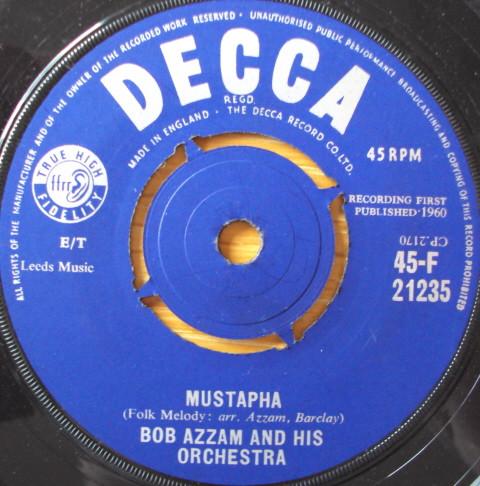 ALL RIGHTS OF THE MANUFACTURER AND OF THE OWNER OF THE RECORDED WORK RESERVED · UNAUTHORISED PUBLIC PERFORMANCE BROADCASTING AND COPYING OF THIS RECORD PROHIBITED
DECCA
REGD.
MADE IN ENGLAND · THE DECCA RECORD CO. LTD.
45 RPM
TRUE HIGH
ffrr
FIDELITY
RECORDING FIRST
PUBLISHED·1960
E/T
CP.2170
Leeds Music
45-F
21235
MUSTAPHA
(Folk Melody: arr. Azzam, Barclay)
BOB AZZAM AND HIS
ORCHESTRA